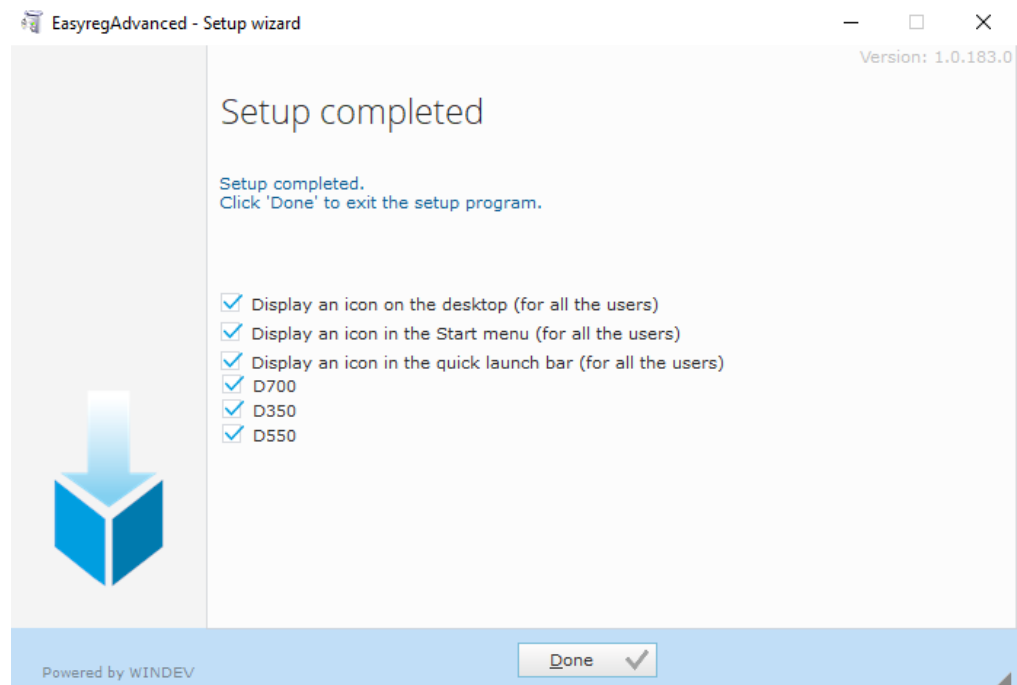 EasyregAdvanced - Setup wizard
Version: 1.0.183.0
Setup completed
Setup completed.
Click 'Done' to exit the setup program.
Display an icon on the desktop (for all the users)
Display an icon in the Start menu (for all the users)
Display an icon in the quick launch bar (for all the users)
D700
D350
D550
Done
Powered by WINDEV